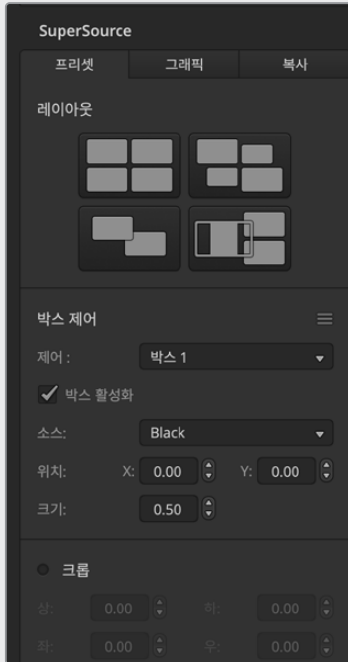 SuperSource
프리셋 그래픽 복사
레이아웃
박스 제어
제어 : 박스 1
박스 활성화
소스: Black
위치: X: 0.00 Y: 0.00
크기: 0.50
크롭
상: 0.00 하: 0.00
좌: 0.00 우: 0.00